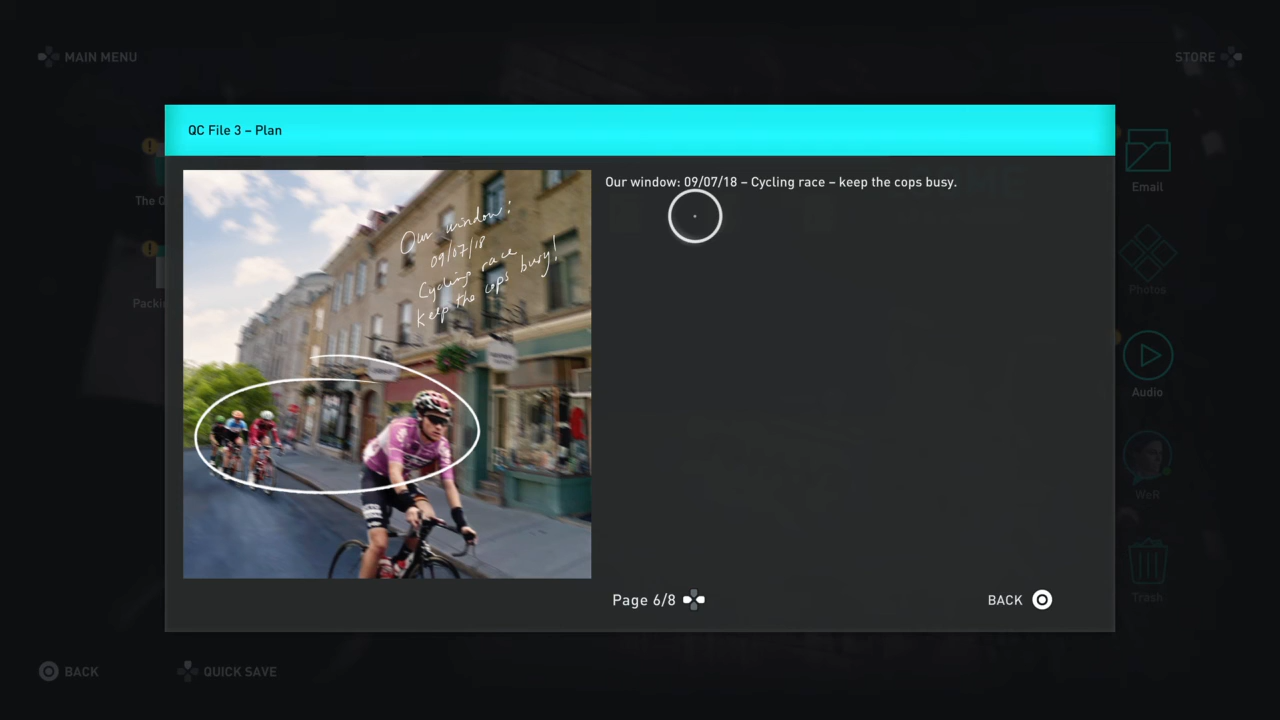 MAIN MENU
STORE
QC File 3 – Plan
Our window: 09/07/18 – Cycling race – keep the cops busy.
Our window:
09/07/18
Cycling race
keep the cops busy!
Email
Photos
Audio
WeR
Trash
Page 6/8
BACK
BACK
QUICK SAVE